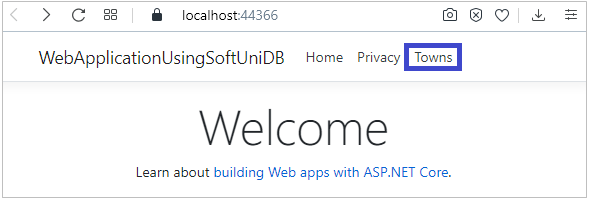 localhost:44366
WebApplicationUsingSoftUniDB Home Privacy Towns
Welcome
Learn about building Web apps with ASP.NET Core.